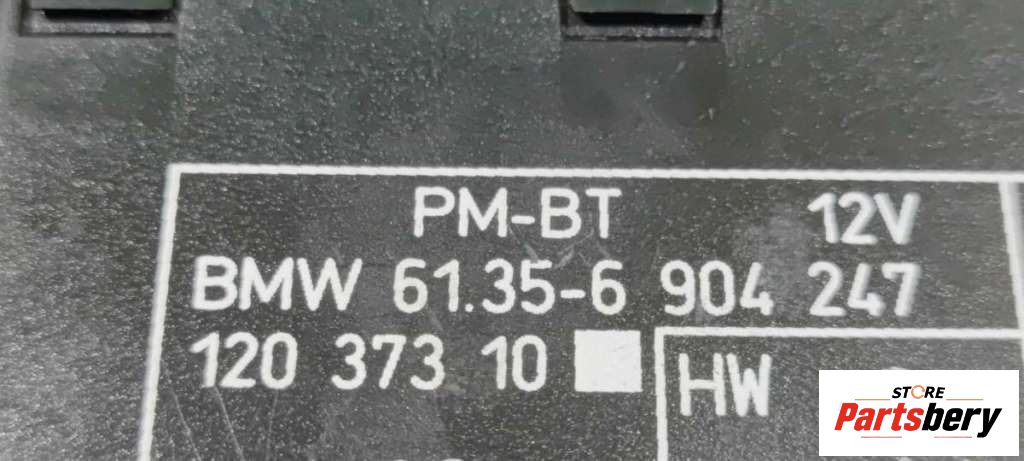 PM-BT 12V
BMW 61.35-6 904 247
120 373 10
HW
STORE
Partsbery